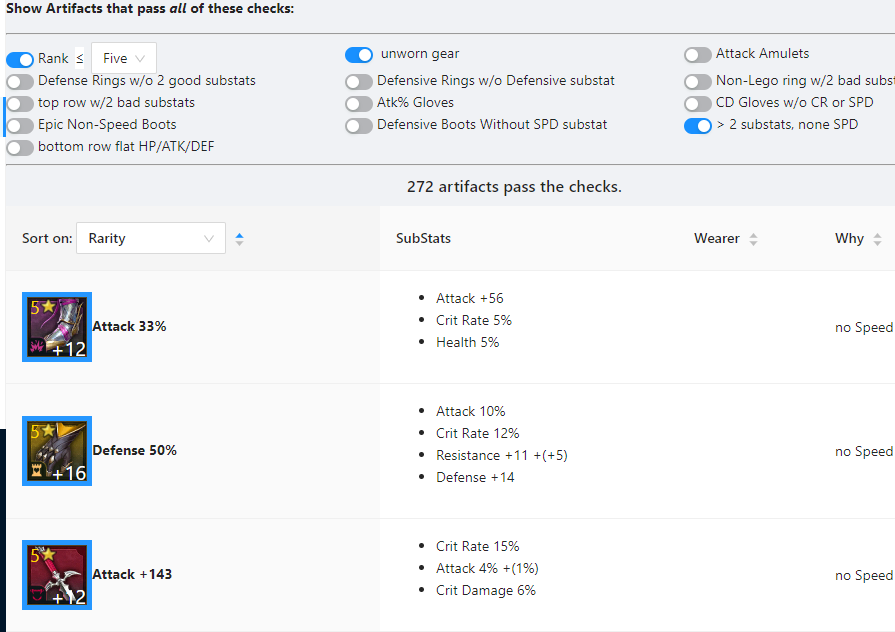 Show Artifacts that pass all of these checks:
Rank ≤ Five
unworn gear
Attack Amulets
Defense Rings w/o 2 good substats
Defensive Rings w/o Defensive substat
Non-Lego ring w/2 bad subst
top row w/2 bad substats
Atk% Gloves
CD Gloves w/o CR or SPD
Epic Non-Speed Boots
Defensive Boots Without SPD substat
> 2 substats, none SPD
bottom row flat HP/ATK/DEF
272 artifacts pass the checks.
Sort on: Rarity
SubStats
Wearer
Why
5
+12
Attack 33%
Attack +56
Crit Rate 5%
Health 5%
no Speed
5
+16
Defense 50%
Attack 10%
Crit Rate 12%
Resistance +11 +(+5)
Defense +14
no Speed
5
+12
Attack +143
Crit Rate 15%
Attack 4% +(1%)
Crit Damage 6%
no Speed